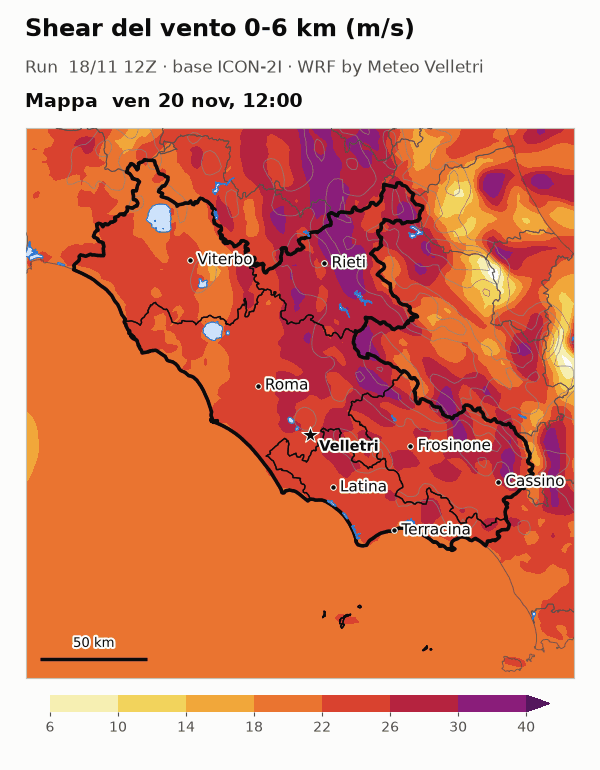 Shear del vento 0-6 km (m/s)
Run  18/11 12Z · base ICON-2I · WRF by Meteo Velletri
Mappa  ven 20 nov, 12:00
Viterbo
Rieti
Roma
Velletri
Frosinone
Cassino
Latina
Terracina
50 km
6 10 14 18 22 26 30 40